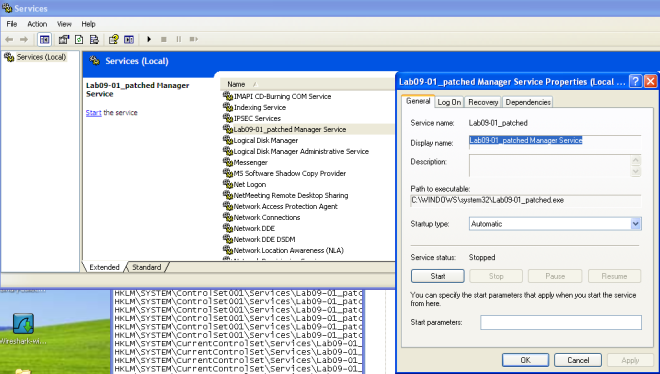 Services
File Action View Help
Services (Local)
Services (Local)
Lab09-01_patched Manager Service
Start the service
Name
IMAPI CD-Burning COM Service
Indexing Service
IPSEC Services
Lab09-01_patched Manager Service
Logical Disk Manager
Logical Disk Manager Administrative Service
Messenger
MS Software Shadow Copy Provider
Net Logon
NetMeeting Remote Desktop Sharing
Network Access Protection Agent
Network Connections
Network DDE
Network DDE DSDM
Network Location Awareness (NLA)
Extended Standard
Lab09-01_patched Manager Service Properties (Local ...
General Log On Recovery Dependencies
Service name: Lab09-01_patched
Display name: Lab09-01_patched Manager Service
Description:
Path to executable:
C:\WINDOWS\system32\Lab09-01_patched.exe
Startup type: Automatic
Service status: Stopped
Start Stop Pause Resume
You can specify the start parameters that apply when you start the service
from here.
Start parameters:
OK Cancel Apply
HKLM\SYSTEM\ControlSet001\Services\Lab09-01_patc
HKLM\SYSTEM\ControlSet001\Services\Lab09-01_patc
HKLM\SYSTEM\ControlSet001\Services\Lab09-01_patc
HKLM\SYSTEM\ControlSet001\Services\Lab09-01_patc
HKLM\SYSTEM\ControlSet001\Services\Lab09-01_patc
HKLM\SYSTEM\CurrentControlSet\Services\Lab09-01_
HKLM\SYSTEM\CurrentControlSet\Services\Lab09-01_
HKLM\SYSTEM\CurrentControlSet\Services\Lab09-01_
HKLM\SYSTEM\CurrentControlSet\Services\Lab09-01_
Wireshark-wi...